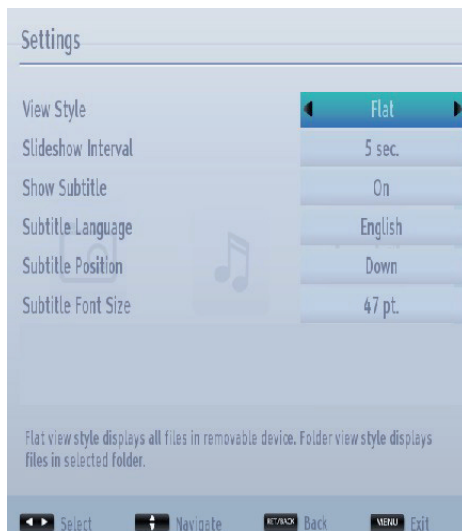 Settings
View Style Flat
Slideshow Interval 5 sec.
Show Subtitle On
Subtitle Language English
Subtitle Position Down
Subtitle Font Size 47 pt.
Flat view style displays all files in removable device. Folder view style displays
files in selected folder.
Select Navigate RET/BACK Back MENU Exit